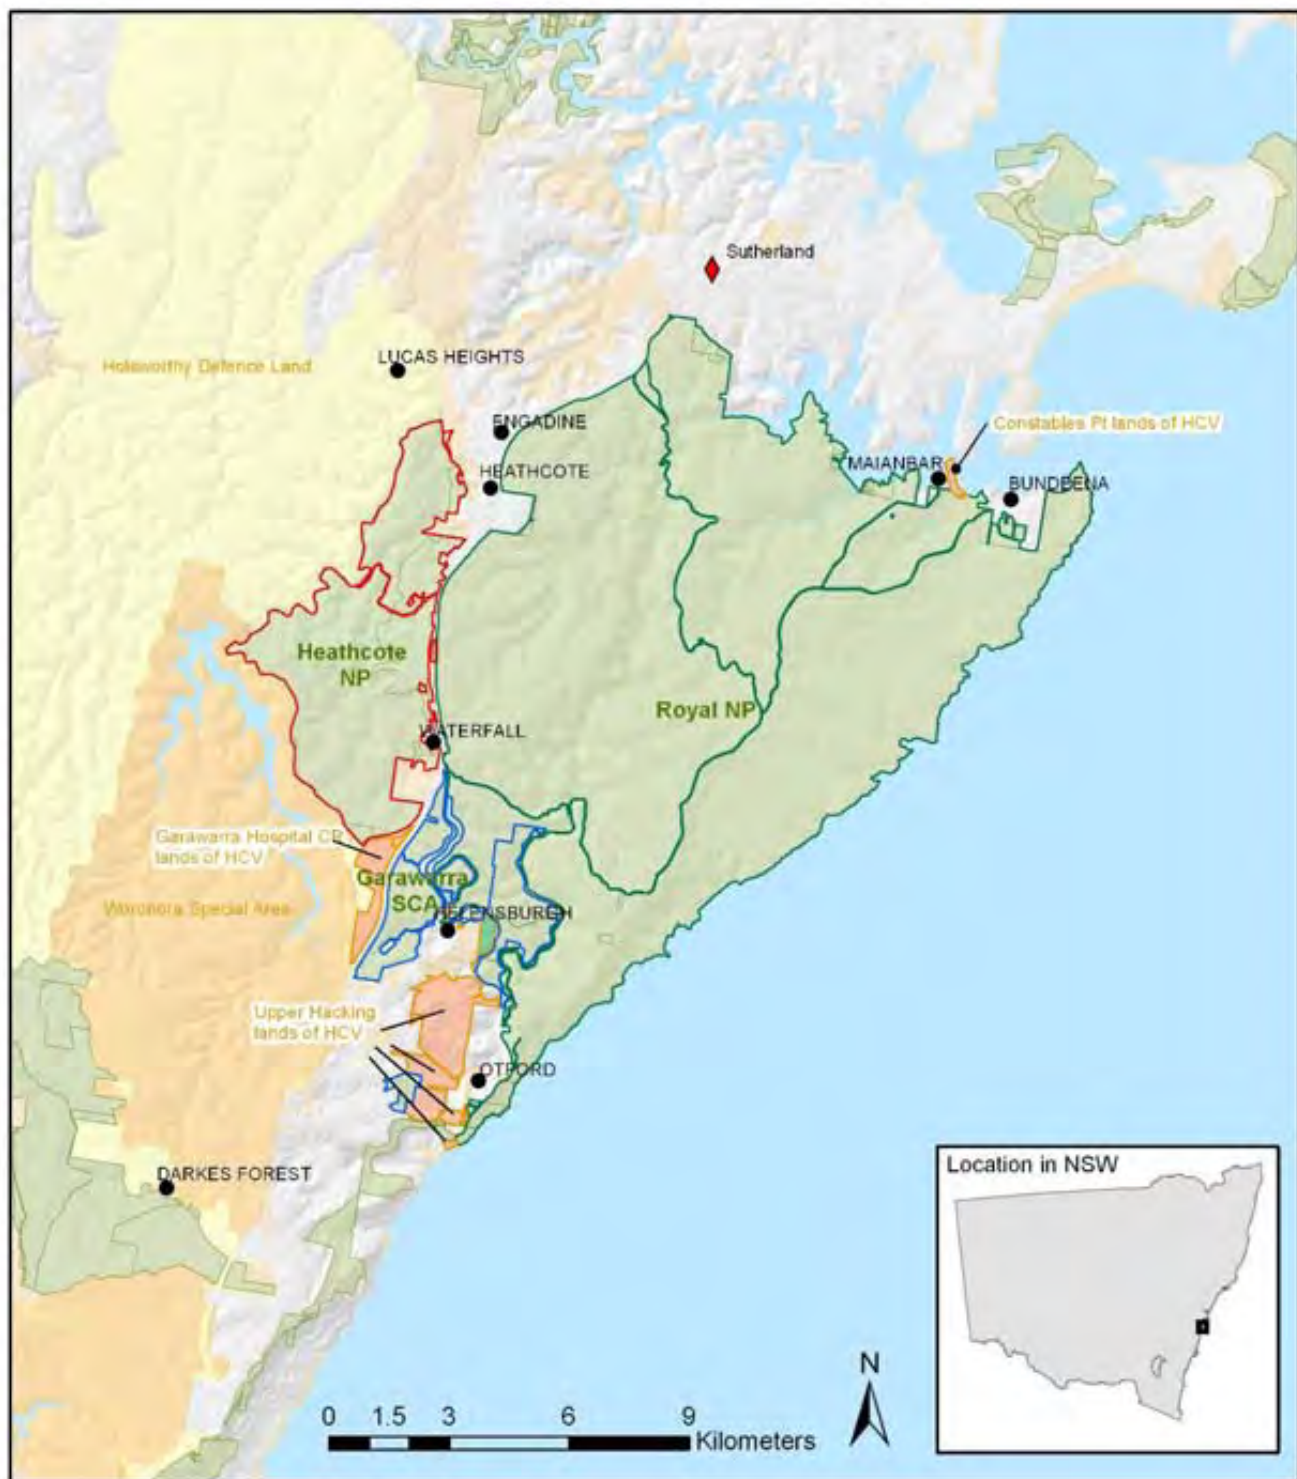 Sutherland
LUCAS HEIGHTS
Holsworthy Defence Land
ENGADINE
Constables Pt lands of HCV
HEATHCOTE
MAIANBAR
BUNDEENA
Heathcote
NP
Royal NP
WATERFALL
Garawarra Hospital CR
lands of HCV
Garawarra
SCA
Woronora Special Area
HELENSBURGH
Upper Hacking
lands of HCV
OTFORD
DARKES FOREST
Location in NSW
N
0 1.5 3 6 9
Kilometers